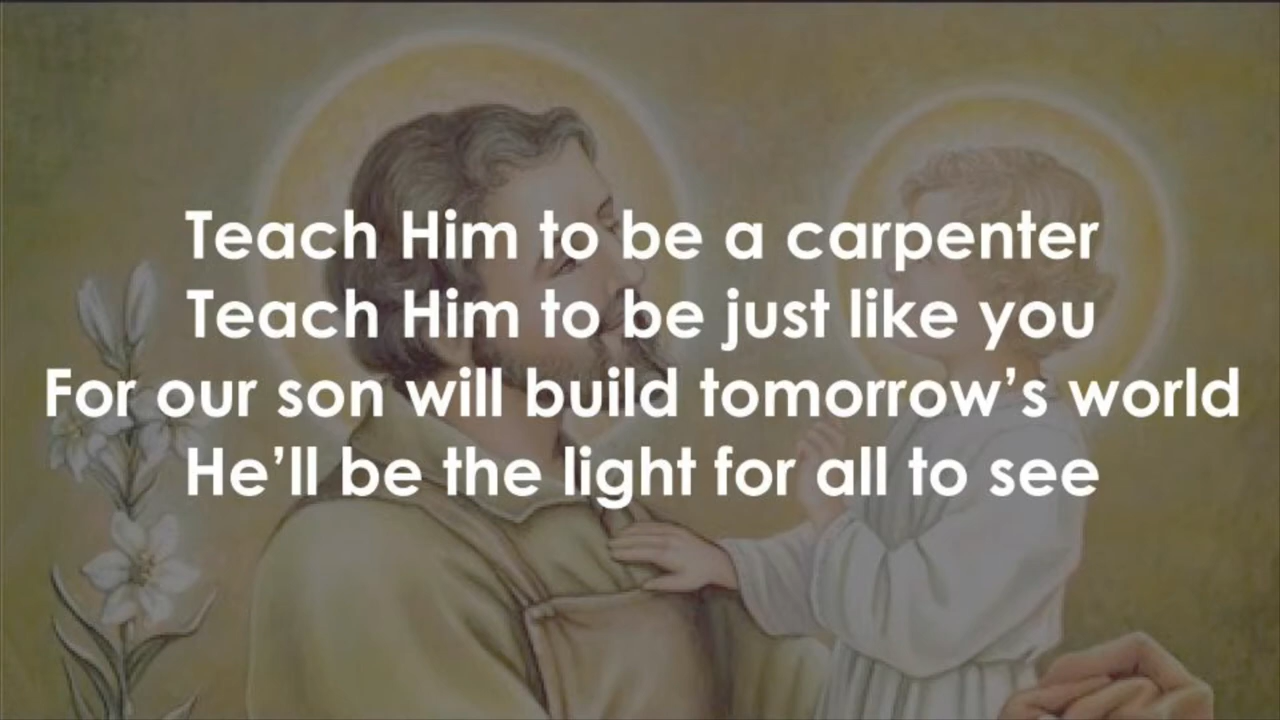 Teach Him to be a carpenter
Teach Him to be just like you
For our son will build tomorrow’s world
He’ll be the light for all to see